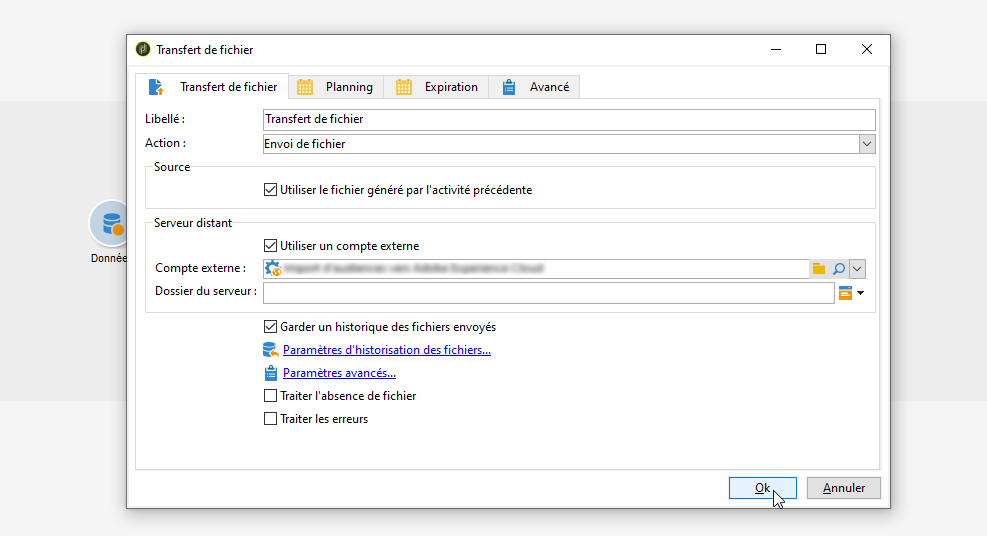 Transfert de fichier
Transfert de fichier Planning Expiration Avancé
Libellé : Transfert de fichier
Action : Envoi de fichier
Source
Utiliser le fichier généré par l'activité précédente
Serveur distant
Utiliser un compte externe
Compte externe :
Dossier du serveur :
Garder un historique des fichiers envoyés
Paramètres d'historisation des fichiers...
Paramètres avancés...
Traiter l'absence de fichier
Traiter les erreurs
Ok Annuler
Donnée